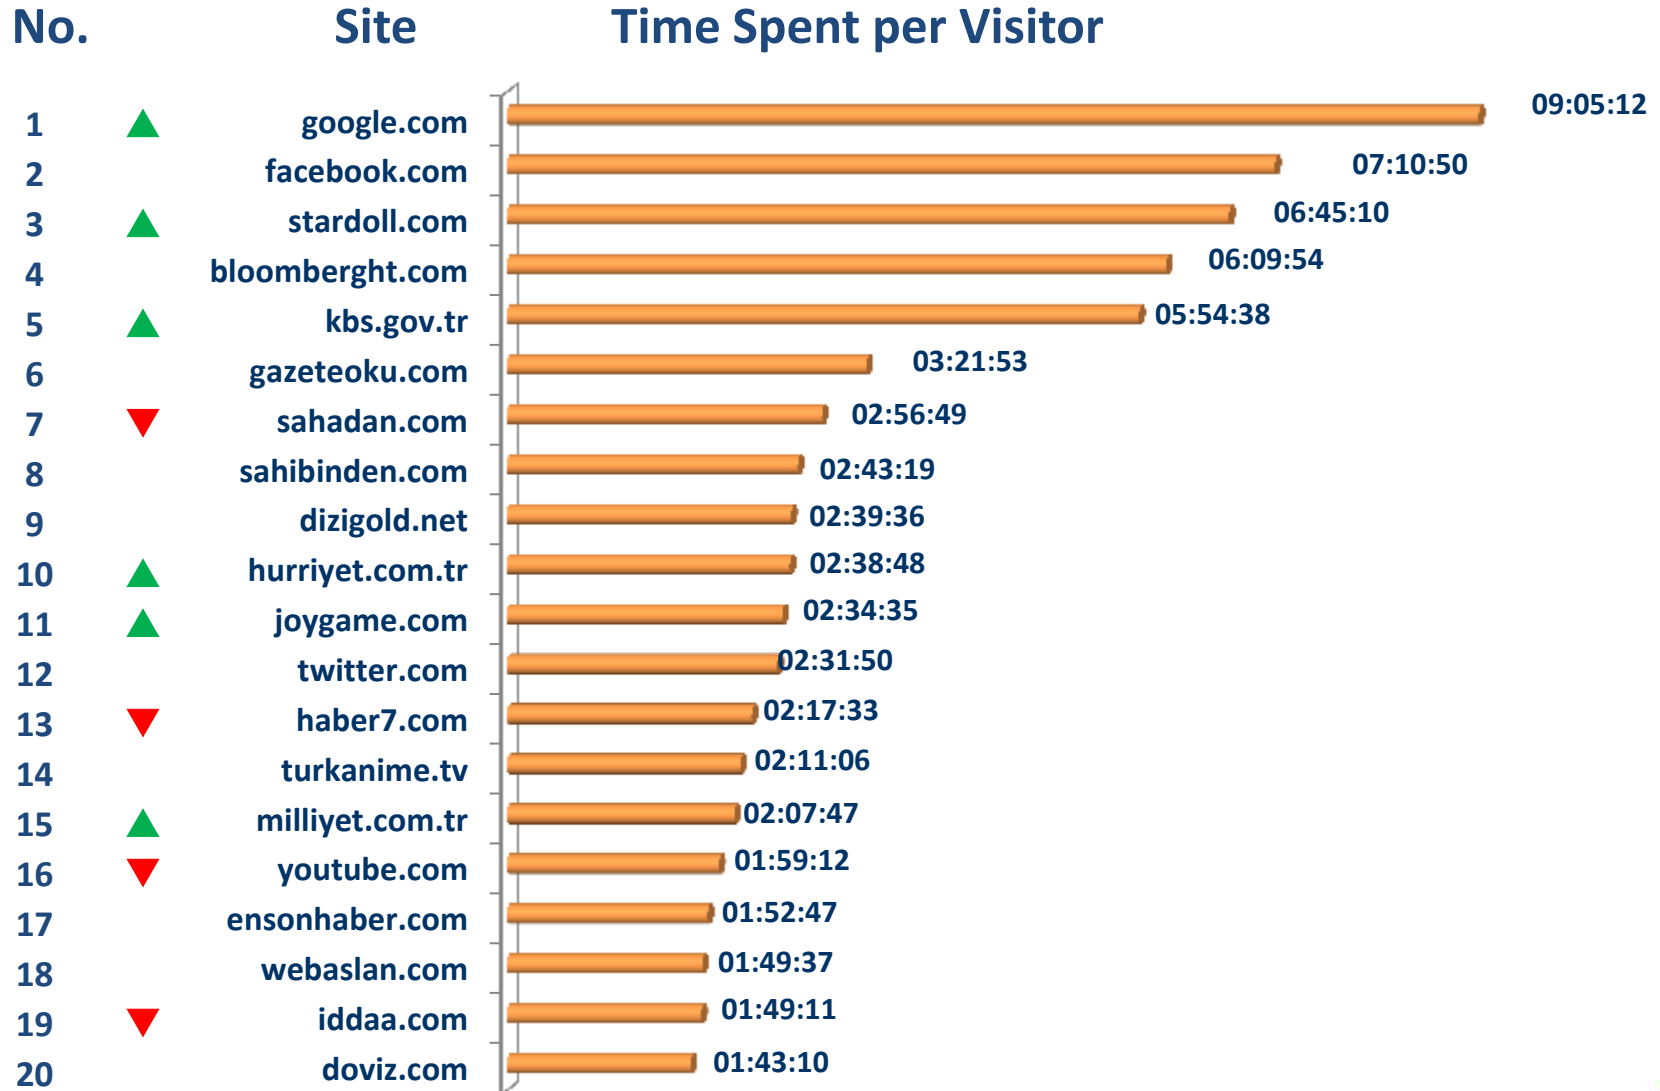 No. Site Time Spent per Visitor
1 google.com 09:05:12
2 facebook.com 07:10:50
3 stardoll.com 06:45:10
4 bloomberght.com 06:09:54
5 kbs.gov.tr 05:54:38
6 gazeteoku.com 03:21:53
7 sahadan.com 02:56:49
8 sahibinden.com 02:43:19
9 dizigold.net 02:39:36
10 hurriyet.com.tr 02:38:48
11 joygame.com 02:34:35
12 twitter.com 02:31:50
13 haber7.com 02:17:33
14 turkanime.tv 02:11:06
15 milliyet.com.tr 02:07:47
16 youtube.com 01:59:12
17 ensonhaber.com 01:52:47
18 webaslan.com 01:49:37
19 iddaa.com 01:49:11
20 doviz.com 01:43:10